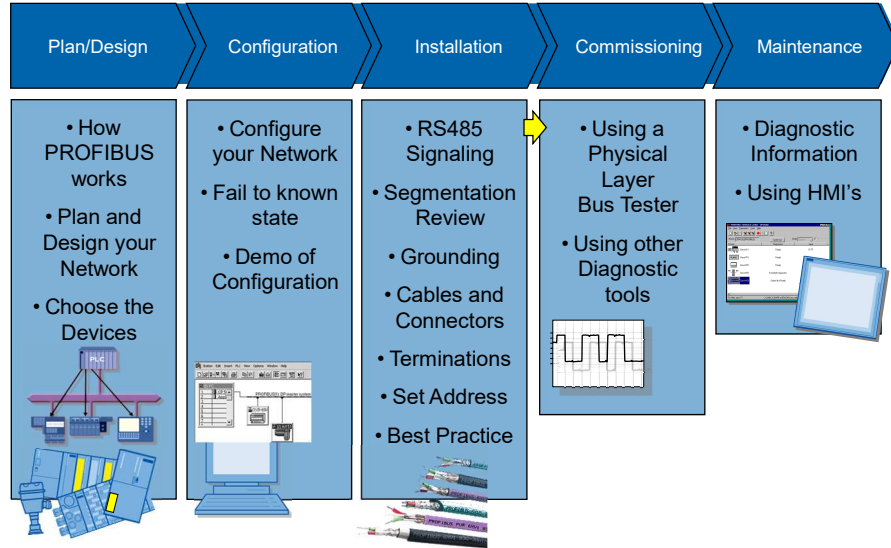 Plan/Design
Configuration
Installation
Commissioning
Maintenance
• How
PROFIBUS
works
• Plan and
Design your
Network
• Choose the
Devices
PLC
• Configure
your Network
• Fail to known
state
• Demo of
Configuration
• RS485
Signaling
• Segmentation
Review
• Grounding
• Cables and
Connectors
• Terminations
• Set Address
• Best Practice
• Using a
Physical
Layer
Bus Tester
• Using other
Diagnostic
tools
• Diagnostic
Information
• Using HMI's